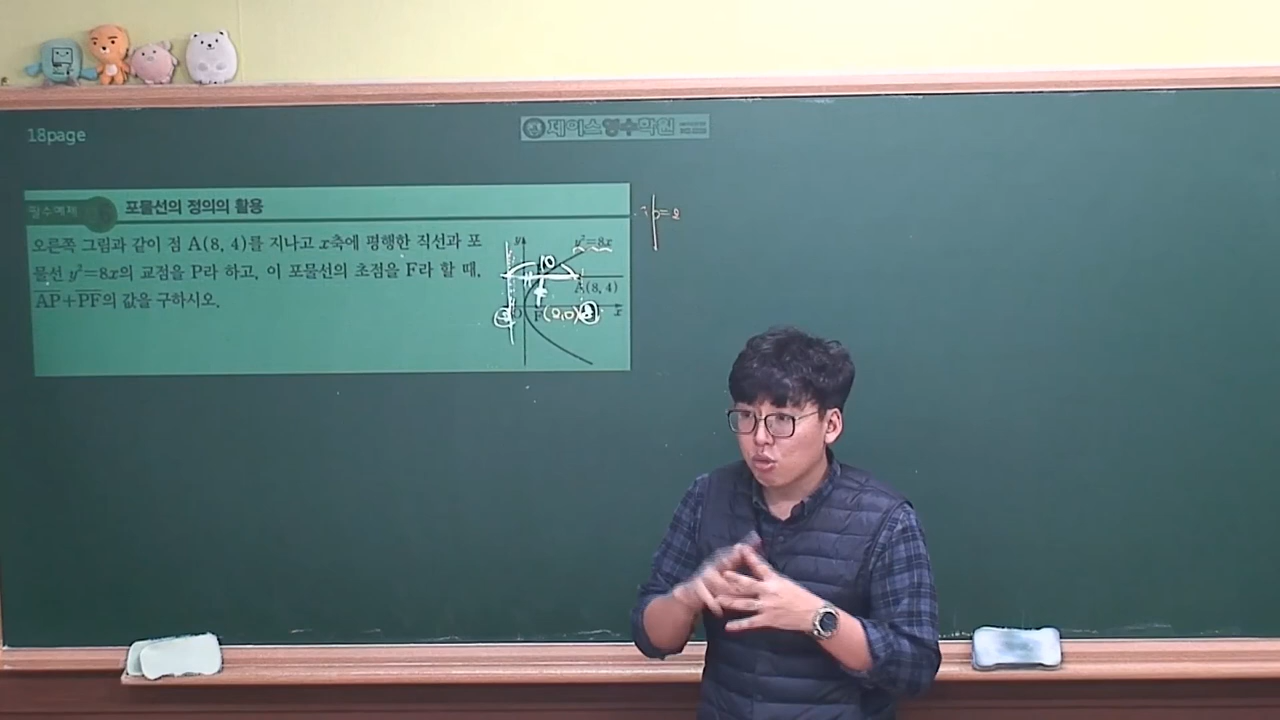 18page
제이스영수학원
필수예제
포물선의 정의의 활용
오른쪽 그림과 같이 점 A(8, 4)를 지나고 x축에 평행한 직선과 포
물선 y²=8x의 교점을 P라 하고, 이 포물선의 초점을 F라 할 때,
AP+PF의 값을 구하시오.
y
y²=8x
10
A(8, 4)
F
x
p=2